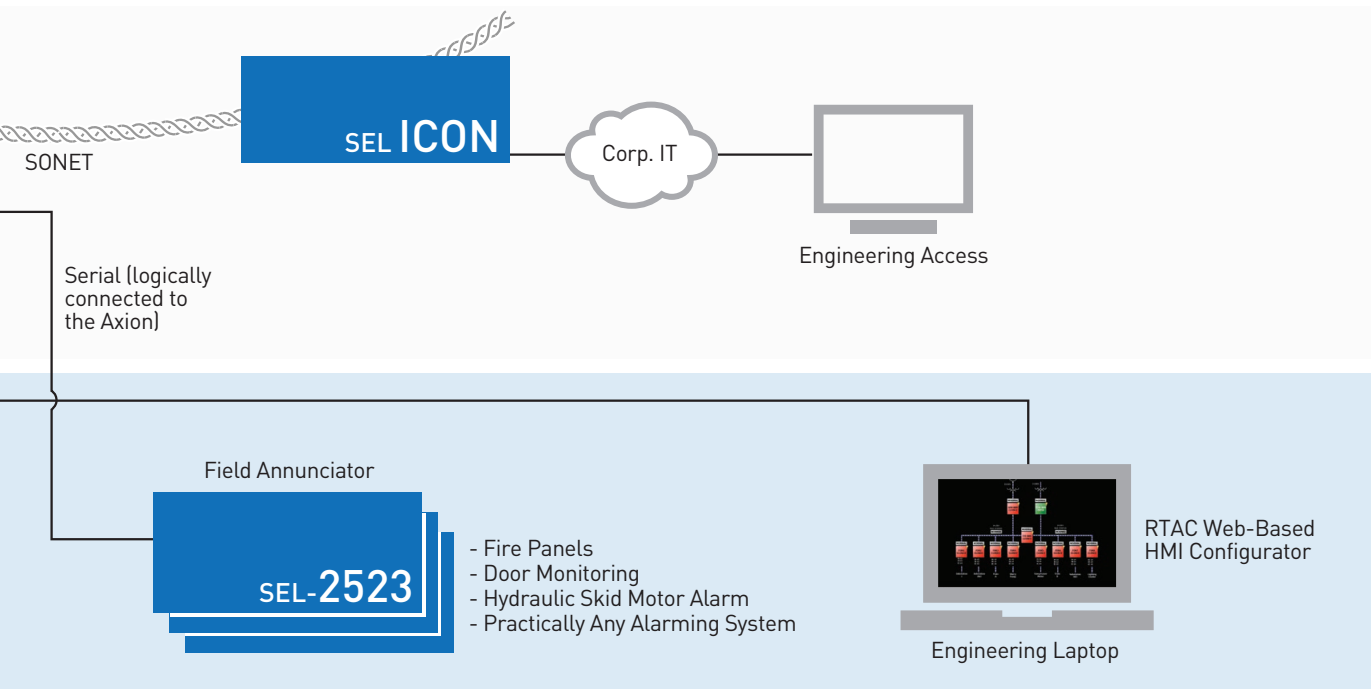 SEL ICON
SONET
Corp. IT
Engineering Access
Serial (logically
connected to
the Axion)
Field Annunciator
SEL-2523
- Fire Panels
- Door Monitoring
- Hydraulic Skid Motor Alarm
- Practically Any Alarming System
RTAC Web-Based
HMI Configurator
Engineering Laptop